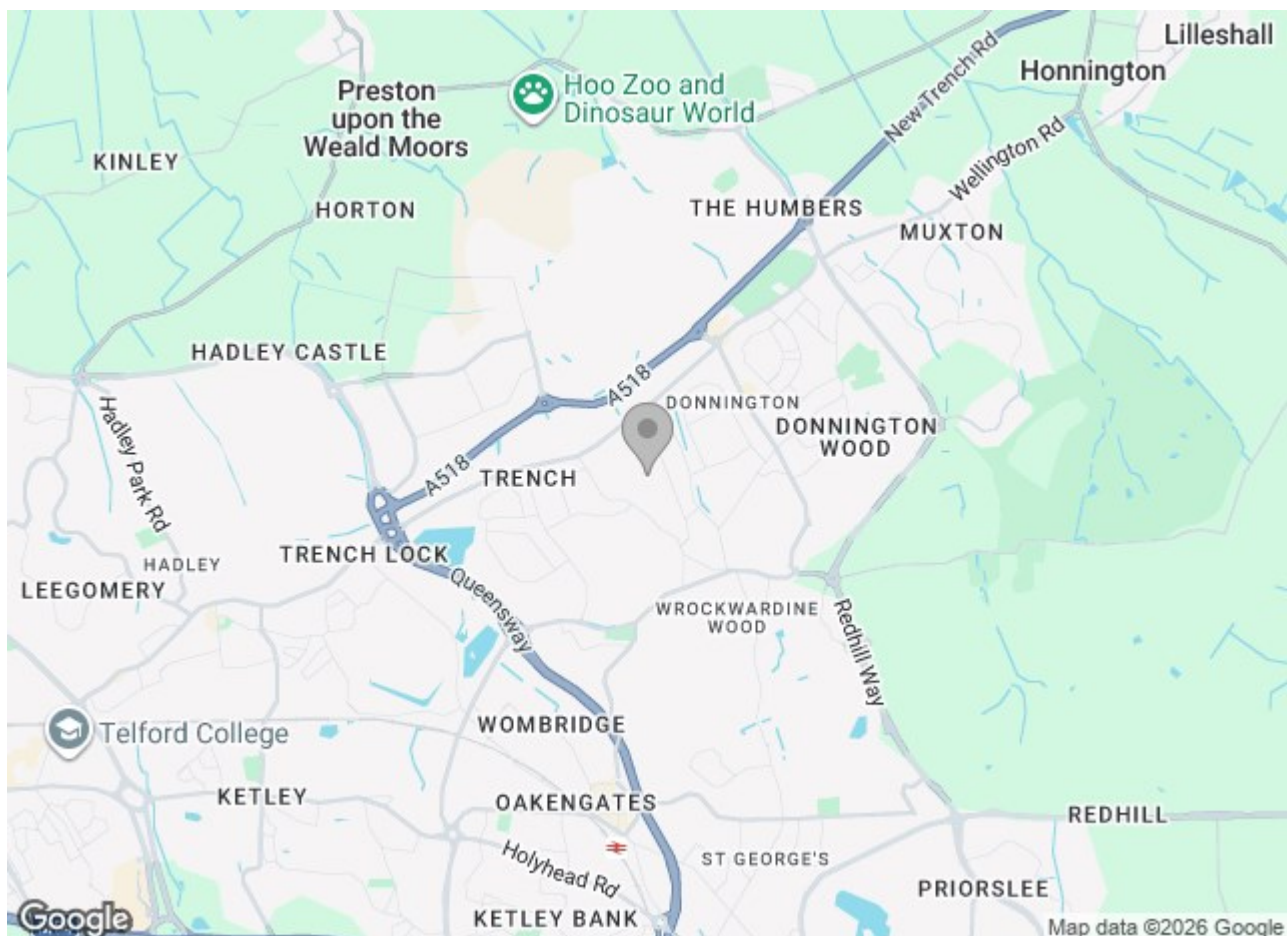 Lilleshall
Honnington
New Trench Rd
Wellington Rd
Hoo Zoo and
Dinosaur World
Preston
upon the
Weald Moors
KINLEY
HORTON
THE HUMBERS
MUXTON
HADLEY CASTLE
A518
DONNINGTON
DONNINGTON
WOOD
Hadley Park Rd
A518
TRENCH
TRENCH LOCK
HADLEY
LEEGOMERY
Queensway
WROCKWARDINE
WOOD
Redhill Way
Telford College
WOMBRIDGE
KETLEY
OAKENGATES
REDHILL
Holyhead Rd
ST GEORGE'S
PRIORSLEE
KETLEY BANK
Google
Map data ©2026 Google